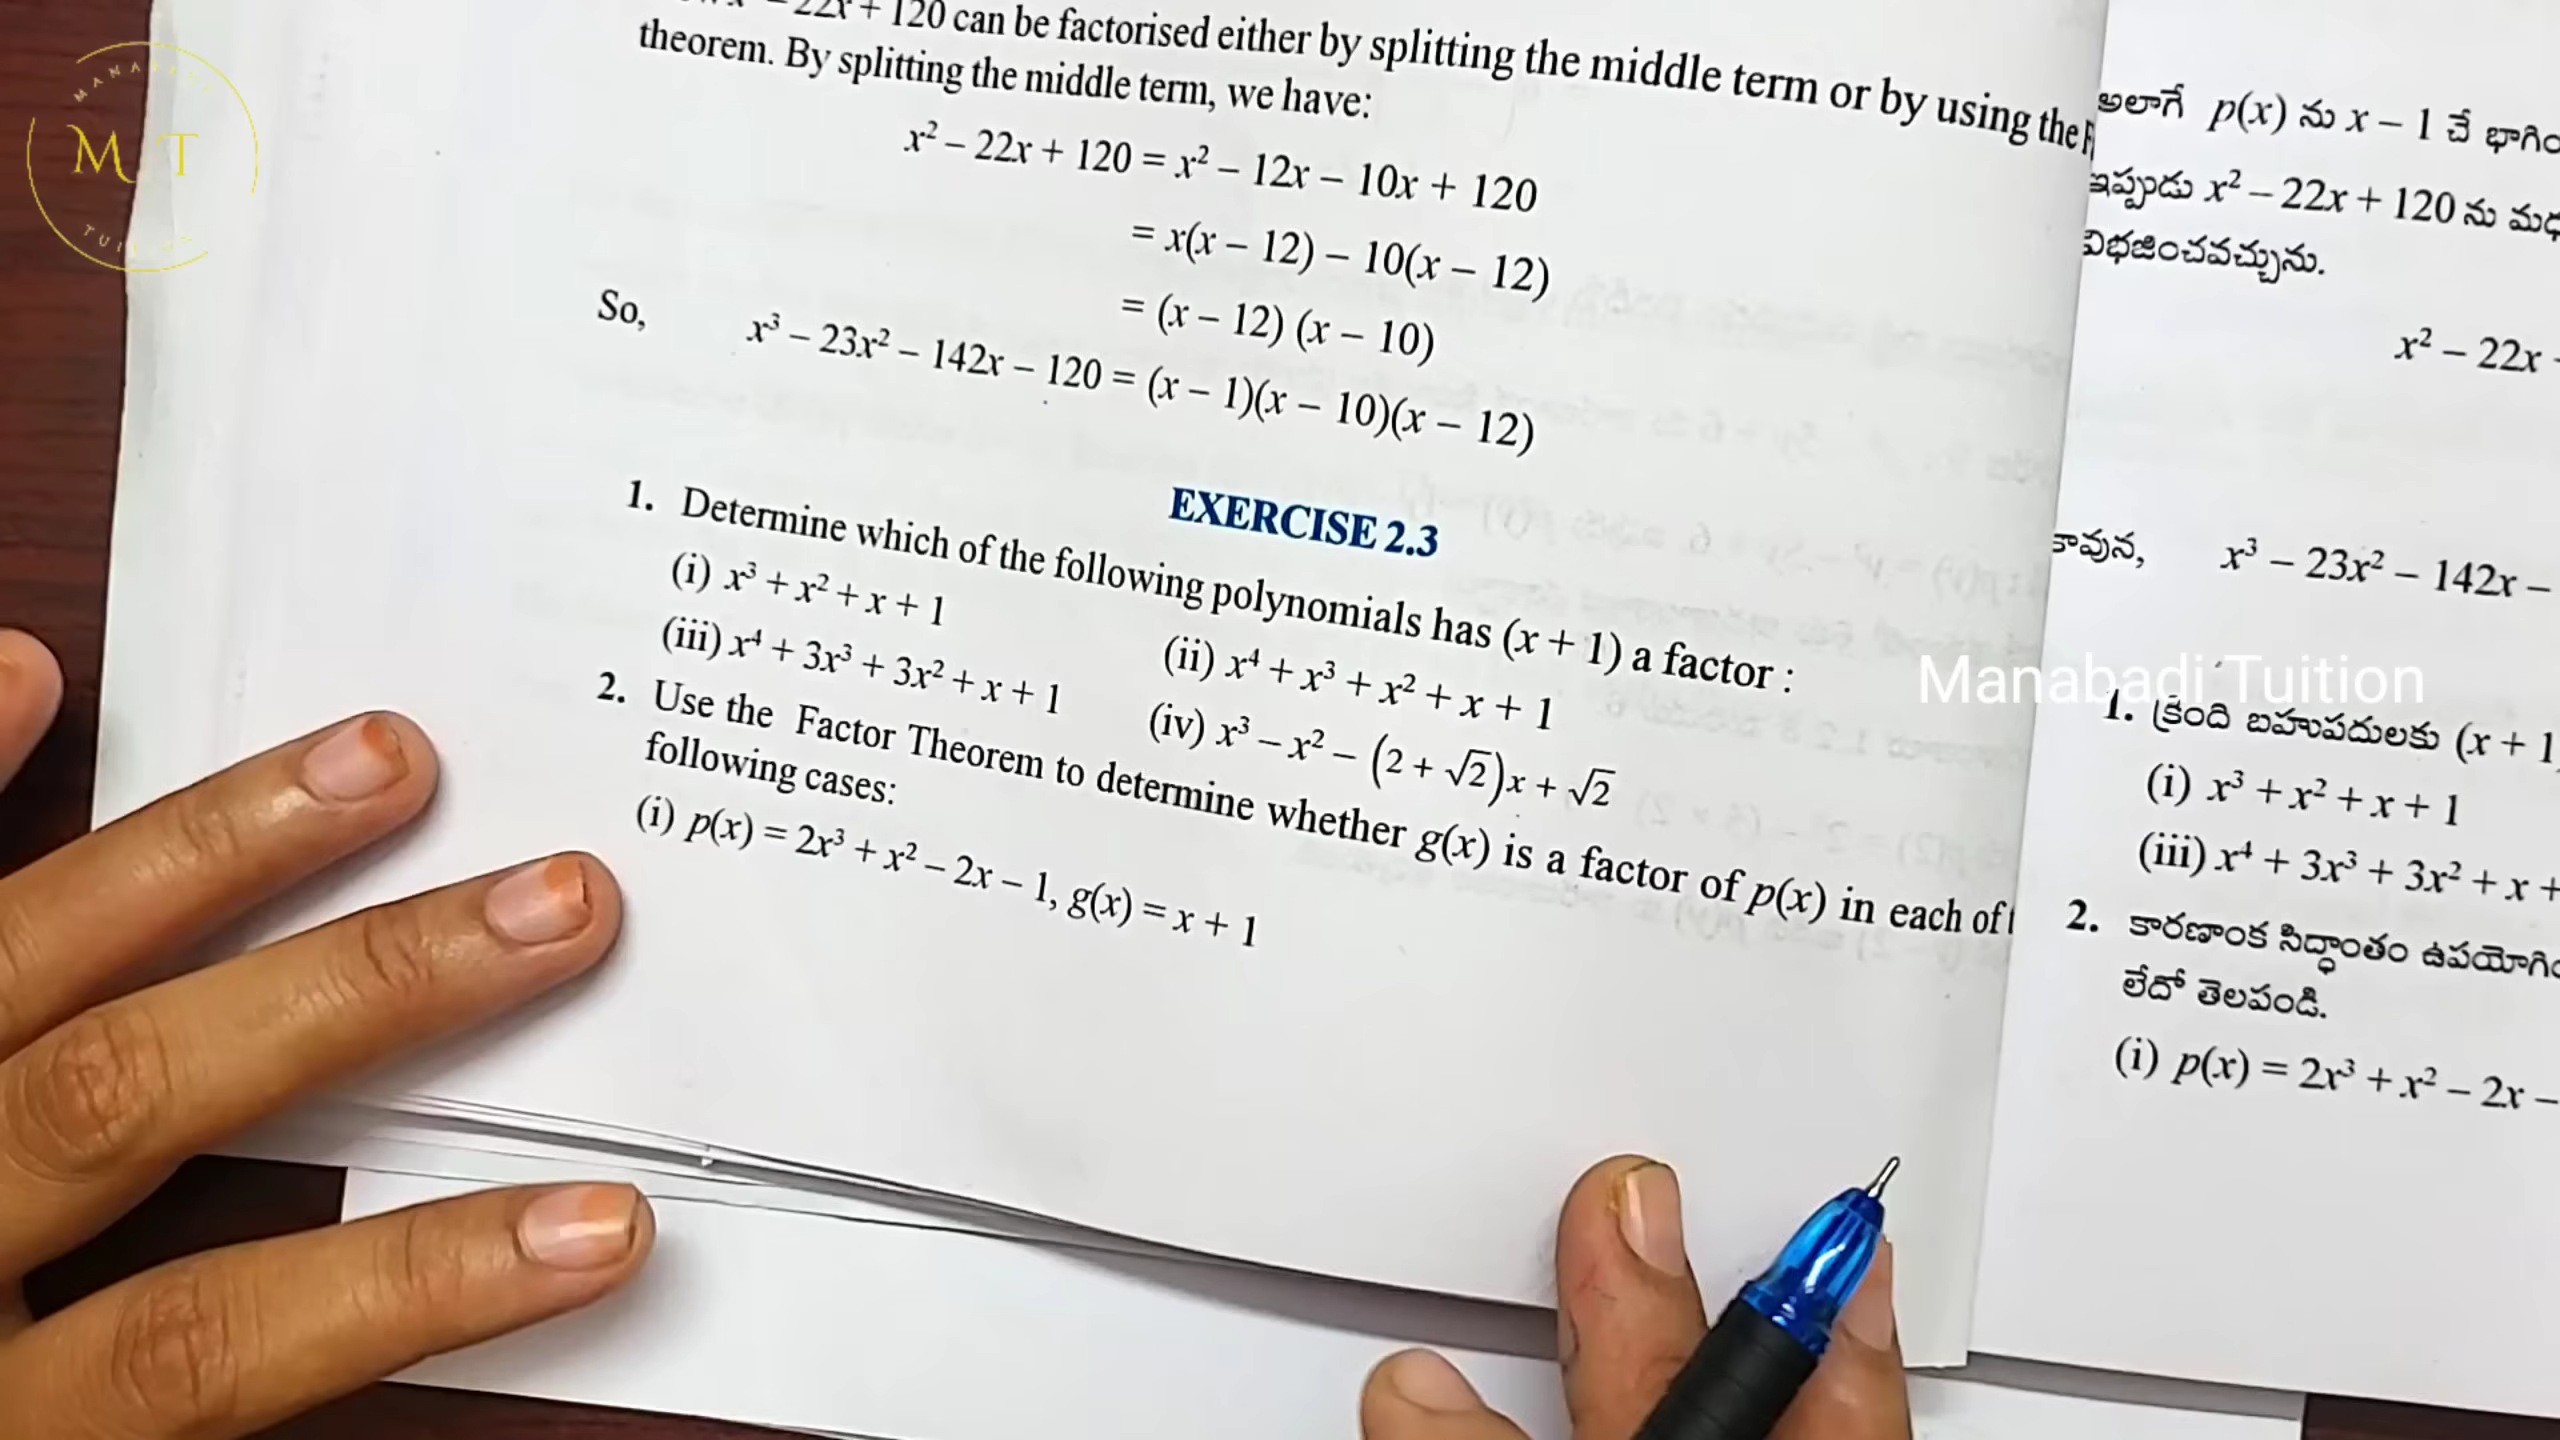 – 22x + 120 can be factorised either by splitting the middle term or by using the
theorem. By splitting the middle term, we have:
x² – 22x + 120 = x² – 12x – 10x + 120
= x(x – 12) – 10(x – 12)
= (x – 12) (x – 10)
So, x³ – 23x² – 142x – 120 = (x – 1)(x – 10)(x – 12)
EXERCISE 2.3
1. Determine which of the following polynomials has (x + 1) a factor :
(i) x³ + x² + x + 1 (ii) x⁴ + x³ + x² + x + 1
(iii) x⁴ + 3x³ + 3x² + x + 1 (iv) x³ – x² – (2 + √2)x + √2
2. Use the Factor Theorem to determine whether g(x) is a factor of p(x) in each of
following cases:
(i) p(x) = 2x³ + x² – 2x – 1, g(x) = x + 1
అలాగే p(x) ను x – 1 చే
ఇప్పుడు x² – 22x + 120 ను
విభజించవచ్చును.
x² – 22x
కావున, x³ – 23x² – 142x –
1. క్రింది బహుపదులకు (x + 1
(i) x³ + x² + x + 1
(iii) x⁴ + 3x³ + 3x² + x +
2. కారణాంక సిద్ధాంతం
లేదో తెలపండి.
(i) p(x) = 2x³ + x² – 2x –
M T
Manabadi Tuition